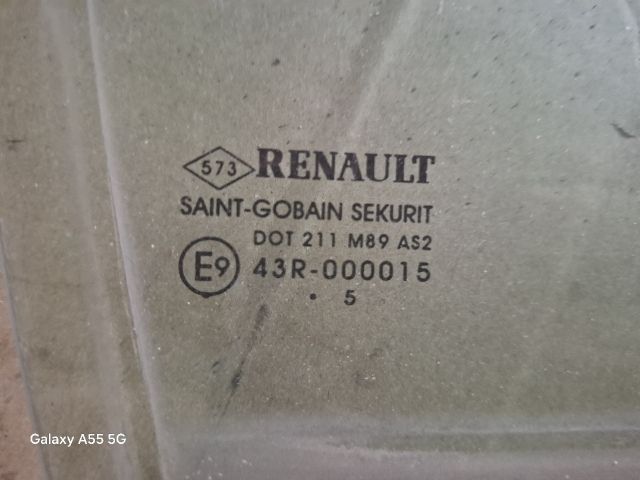 573 RENAULT
SAINT-GOBAIN SEKURIT
DOT 211 M89 AS2
E9 43R-000015
• 5
Galaxy A55 5G